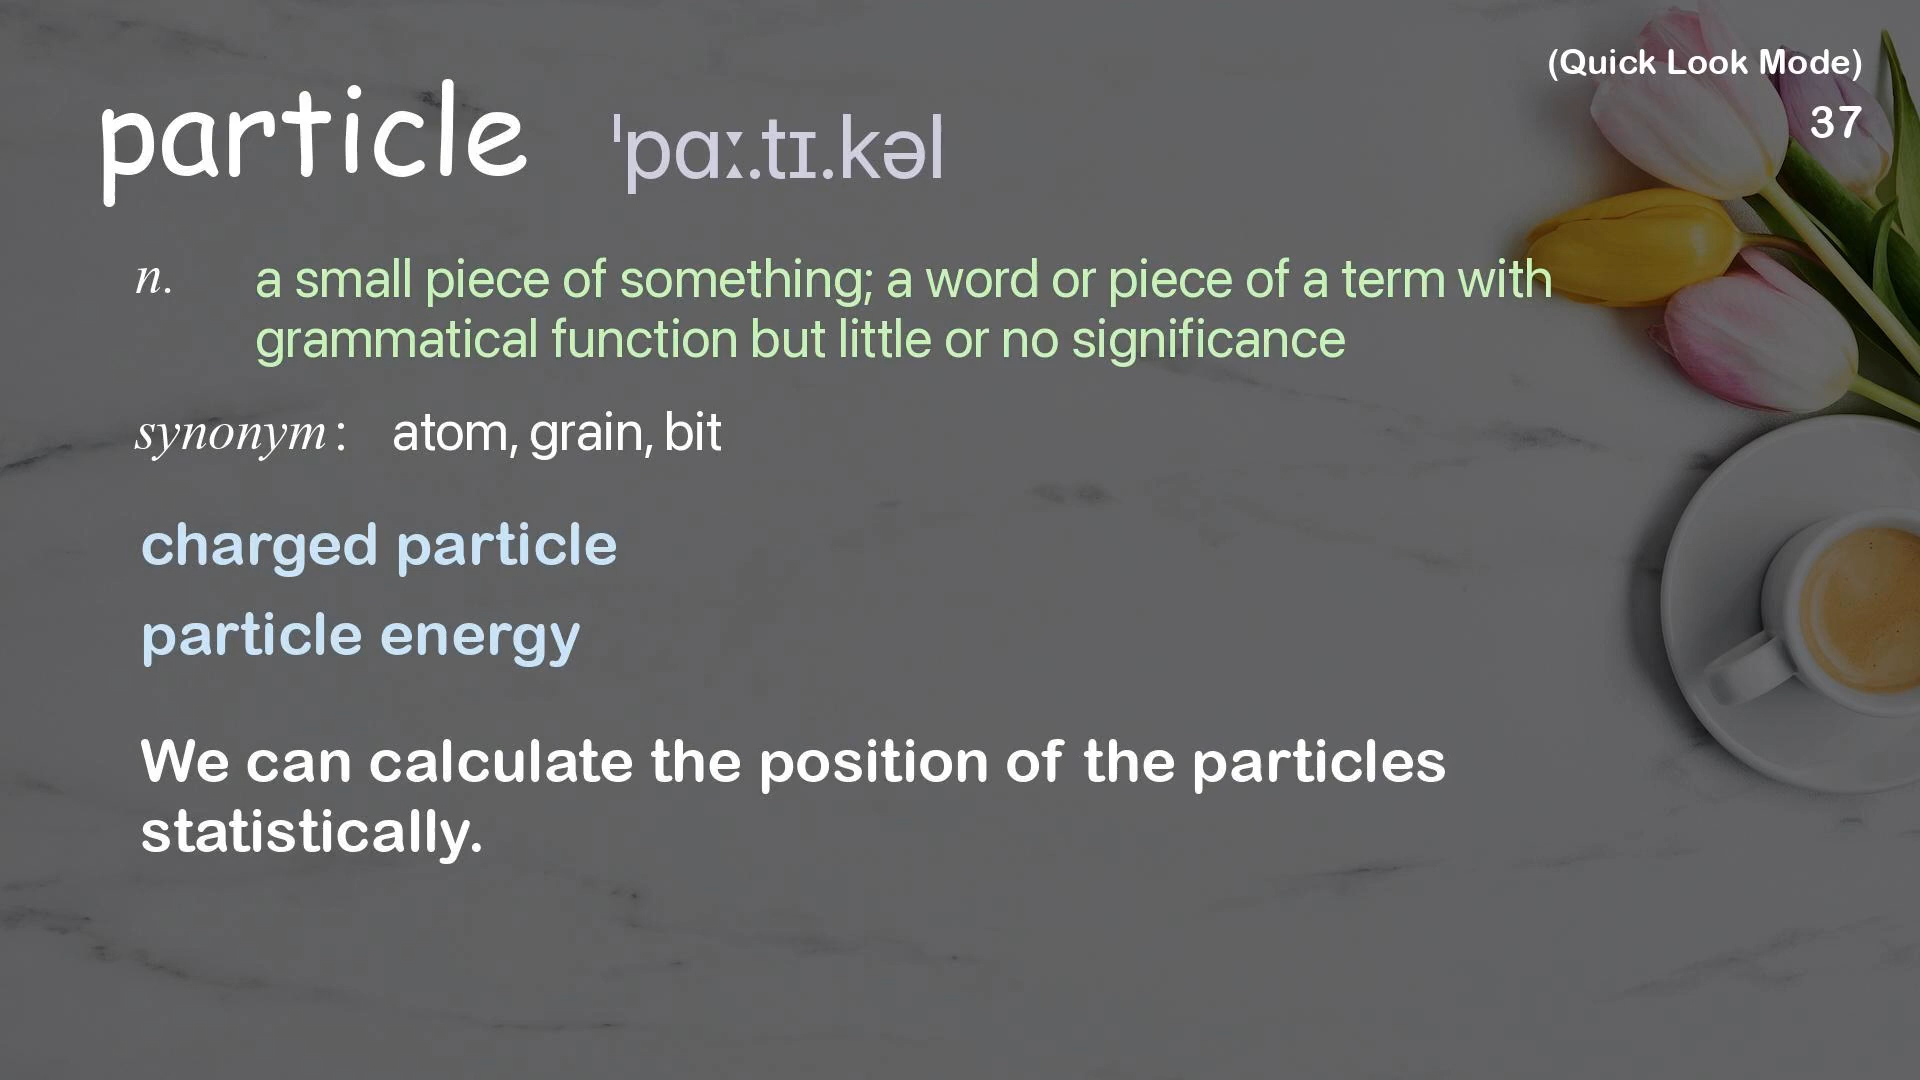 (Quick Look Mode)
37
particle ˈpɑː.tɪ.kəl
n. a small piece of something; a word or piece of a term with
grammatical function but little or no significance
synonym: atom, grain, bit
charged particle
particle energy
We can calculate the position of the particles
statistically.